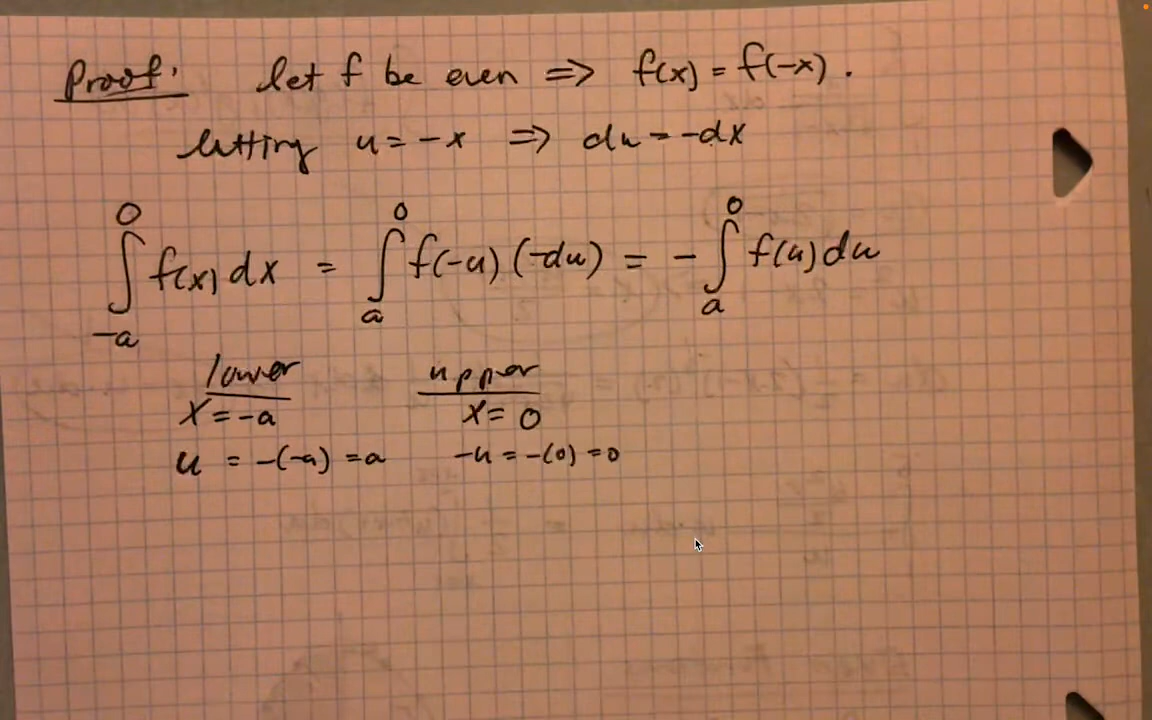 Proof. let f be even => f(x) = f(-x).
letting u = -x => du = -dx
∫_{-a}^{0} f(x) dx = ∫_{a}^{0} f(-u) (-du) = - ∫_{a}^{0} f(u) du
lower upper
x = -a x = 0
u = -(-a) = a -u = -(0) = 0